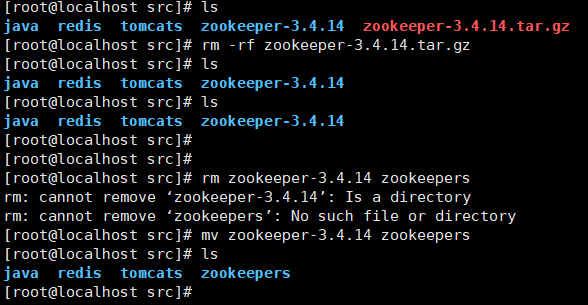 [root@localhost src]# ls
java  redis  tomcats  zookeeper-3.4.14  zookeeper-3.4.14.tar.gz
[root@localhost src]# rm -rf zookeeper-3.4.14.tar.gz
[root@localhost src]# ls
java  redis  tomcats  zookeeper-3.4.14
[root@localhost src]# ls
java  redis  tomcats  zookeeper-3.4.14
[root@localhost src]#
[root@localhost src]#
[root@localhost src]# rm zookeeper-3.4.14 zookeepers
rm: cannot remove ‘zookeeper-3.4.14’: Is a directory
rm: cannot remove ‘zookeepers’: No such file or directory
[root@localhost src]# mv zookeeper-3.4.14 zookeepers
[root@localhost src]# ls
java  redis  tomcats  zookeepers
[root@localhost src]#